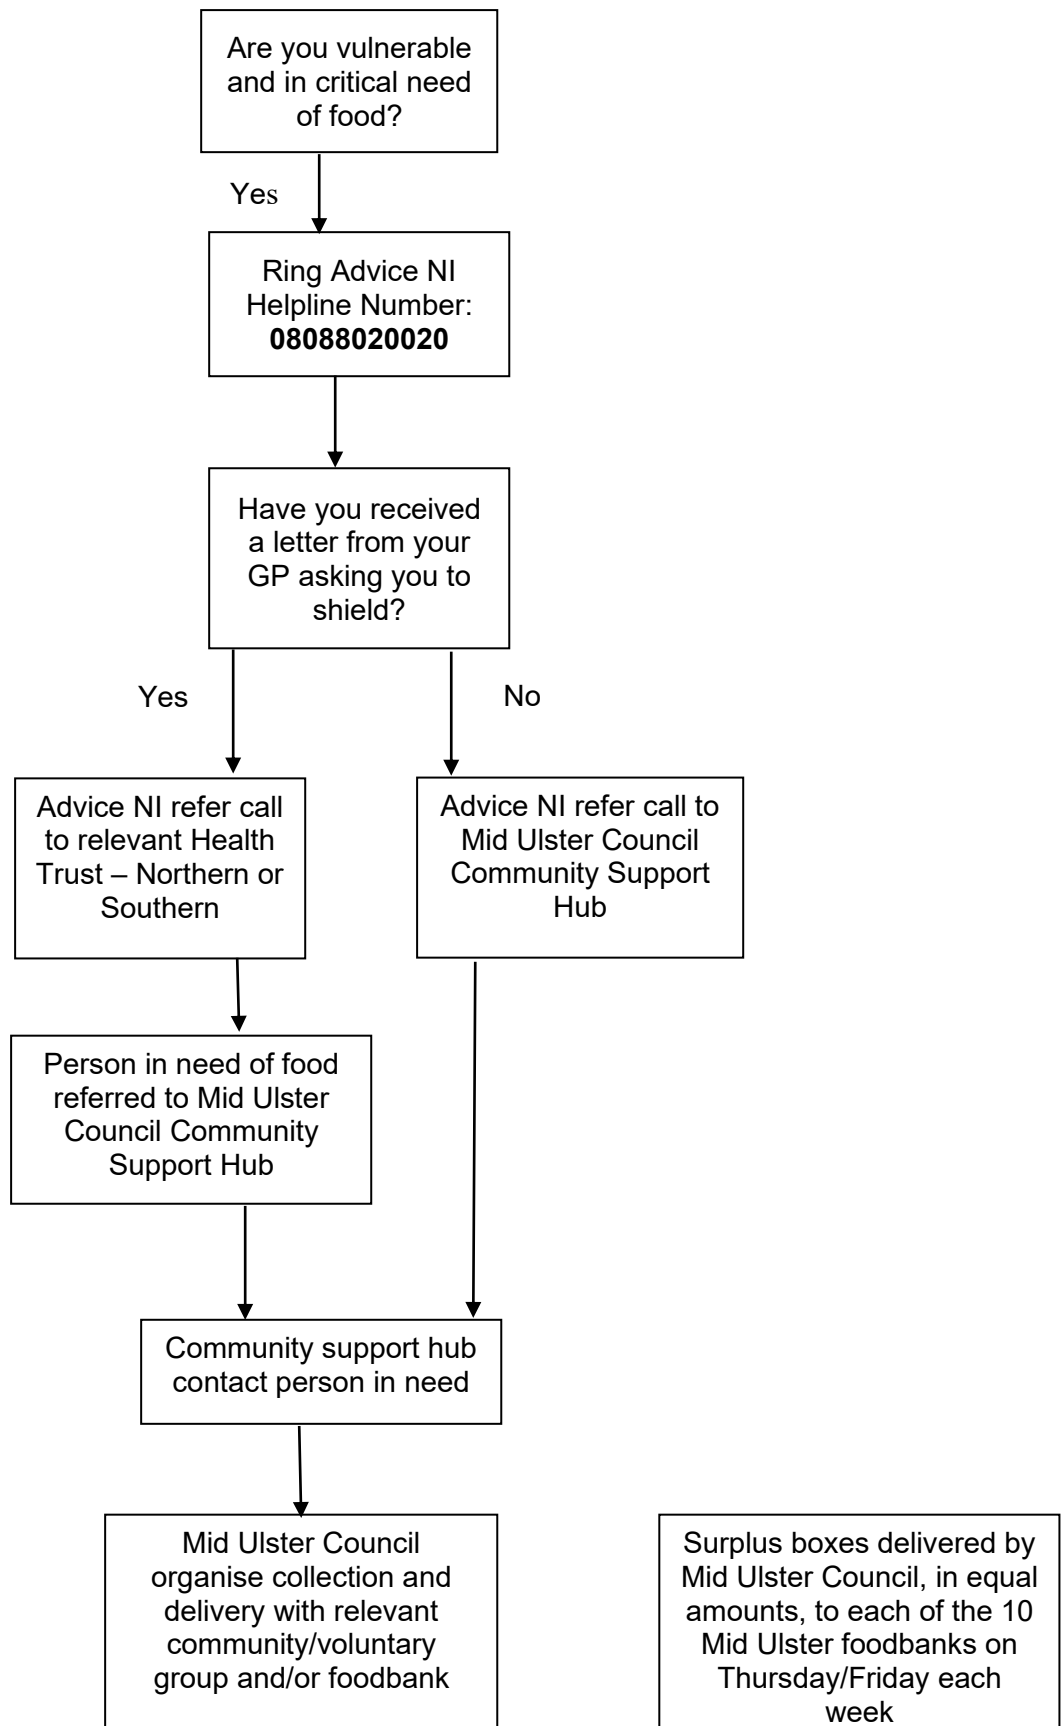 Are you vulnerable
and in critical need
of food?
Yes
Ring Advice NI
Helpline Number:
08088020020
Have you received
a letter from your
GP asking you to
shield?
Yes
No
Advice NI refer call
to relevant Health
Trust – Northern or
Southern
Advice NI refer call to
Mid Ulster Council
Community Support
Hub
Person in need of food
referred to Mid Ulster
Council Community
Support Hub
Community support hub
contact person in need
Mid Ulster Council
organise collection and
delivery with relevant
community/voluntary
group and/or foodbank
Surplus boxes delivered by
Mid Ulster Council, in equal
amounts, to each of the 10
Mid Ulster foodbanks on
Thursday/Friday each
week